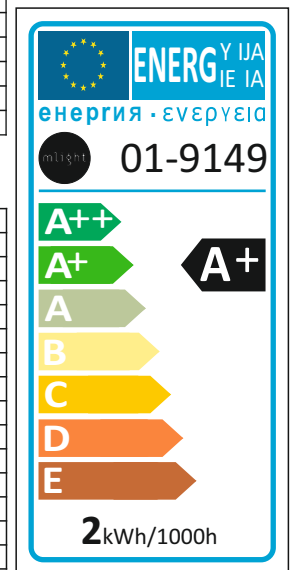 ENERG Y IJA
IE IA
енергия · ενεργεια
mlight 01-9149
A++
A+ A+
A
B
C
D
E
2kWh/1000h